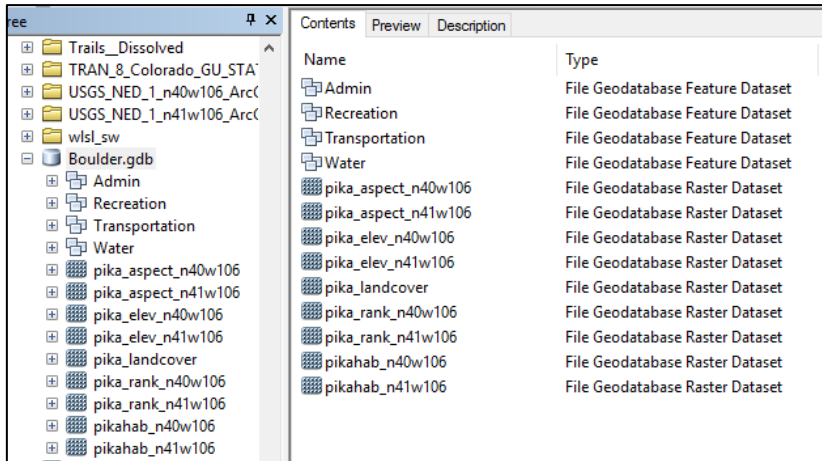 ree
Trails__Dissolved
TRAN_8_Colorado_GU_STA
USGS_NED_1_n40w106_Arc
USGS_NED_1_n41w106_Arc
wlsl_sw
Boulder.gdb
Admin
Recreation
Transportation
Water
pika_aspect_n40w106
pika_aspect_n41w106
pika_elev_n40w106
pika_elev_n41w106
pika_landcover
pika_rank_n40w106
pika_rank_n41w106
pikahab_n40w106
pikahab_n41w106
Contents Preview Description
Name Type
Admin File Geodatabase Feature Dataset
Recreation File Geodatabase Feature Dataset
Transportation File Geodatabase Feature Dataset
Water File Geodatabase Feature Dataset
pika_aspect_n40w106 File Geodatabase Raster Dataset
pika_aspect_n41w106 File Geodatabase Raster Dataset
pika_elev_n40w106 File Geodatabase Raster Dataset
pika_elev_n41w106 File Geodatabase Raster Dataset
pika_landcover File Geodatabase Raster Dataset
pika_rank_n40w106 File Geodatabase Raster Dataset
pika_rank_n41w106 File Geodatabase Raster Dataset
pikahab_n40w106 File Geodatabase Raster Dataset
pikahab_n41w106 File Geodatabase Raster Dataset